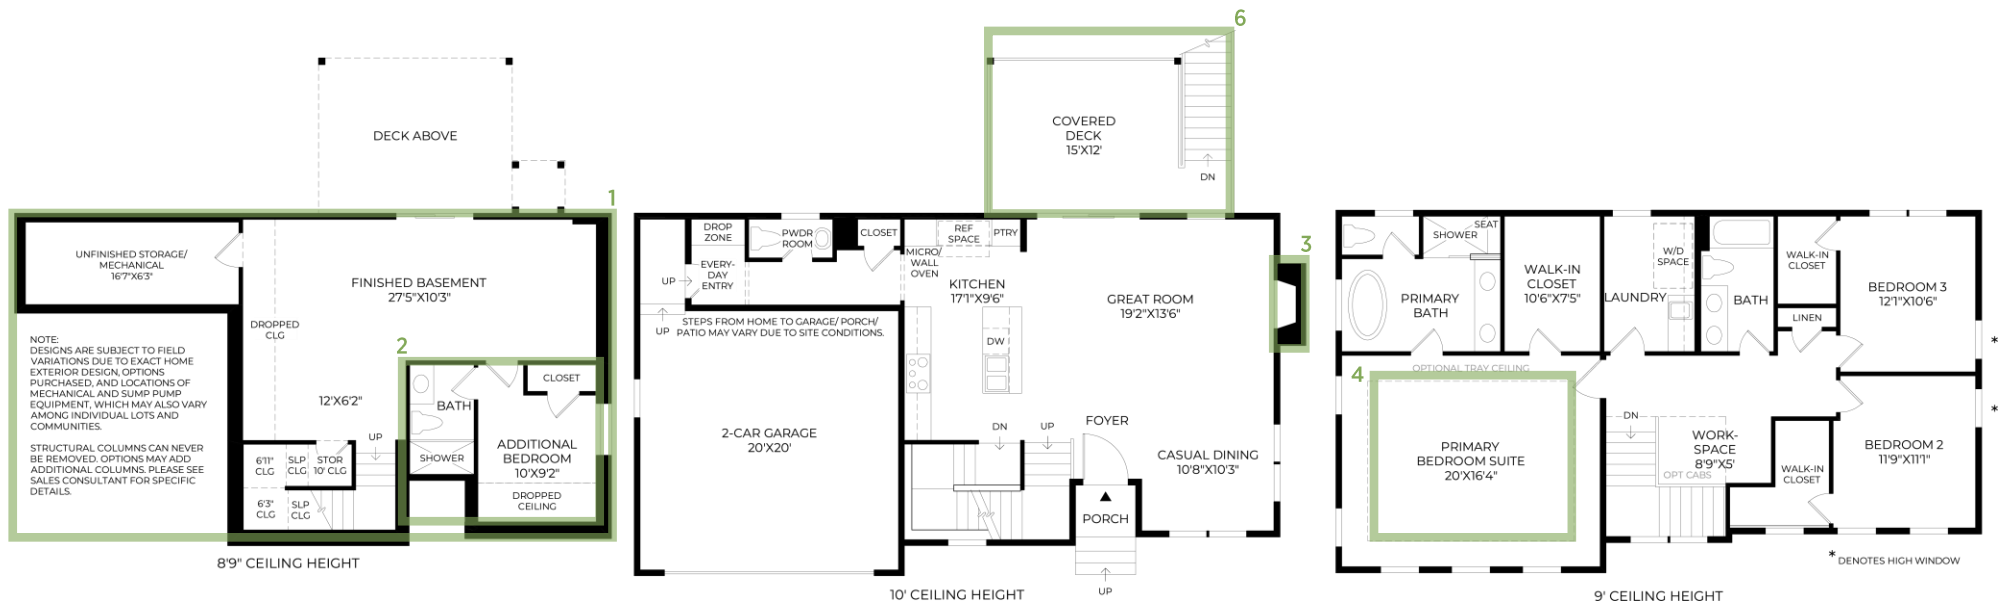 1
DECK ABOVE
UNFINISHED STORAGE/
MECHANICAL
16'7"X6'3"
FINISHED BASEMENT
27'5"X10'3"
DROPPED
CLG
NOTE:
DESIGNS ARE SUBJECT TO FIELD
VARIATIONS DUE TO EXACT HOME
EXTERIOR DESIGN, OPTIONS
PURCHASED, AND LOCATIONS OF
MECHANICAL AND SUMP PUMP
EQUIPMENT, WHICH MAY ALSO VARY
AMONG INDIVIDUAL LOTS AND
COMMUNITIES.
STRUCTURAL COLUMNS CAN NEVER
BE REMOVED. OPTIONS MAY ADD
ADDITIONAL COLUMNS. PLEASE SEE
SALES CONSULTANT FOR SPECIFIC
DETAILS.
2
12'X6'2"
BATH
CLOSET
UP
ADDITIONAL
BEDROOM
10'X9'2"
SHOWER
DROPPED
CEILING
6'11"
CLG
SLP
CLG
STOR
10' CLG
6'3"
CLG
SLP
CLG
8'9" CEILING HEIGHT
6
COVERED
DECK
15'X12'
DN
DROP
ZONE
PWDR
ROOM
CLOSET
REF
SPACE
PTRY
EVERY-
DAY
ENTRY
UP
UP
MICRO/
WALL
OVEN
KITCHEN
17'1"X9'6"
GREAT ROOM
19'2"X13'6"
3
STEPS FROM HOME TO GARAGE/ PORCH/
PATIO MAY VARY DUE TO SITE CONDITIONS.
DW
2-CAR GARAGE
20'X20'
DN
UP
FOYER
CASUAL DINING
10'8"X10'3"
PORCH
UP
10' CEILING HEIGHT
SEAT
SHOWER
PRIMARY
BATH
WALK-IN
CLOSET
10'6"X7'5"
W/D
SPACE
LAUNDRY
BATH
WALK-IN
CLOSET
LINEN
BEDROOM 3
12'1"X10'6"
*
*
OPTIONAL TRAY CEILING
4
PRIMARY
BEDROOM SUITE
20'X16'4"
DN
WORK-
SPACE
8'9"X5'
OPT CABS
WALK-IN
CLOSET
BEDROOM 2
11'9"X11'1"
* DENOTES HIGH WINDOW
9' CEILING HEIGHT